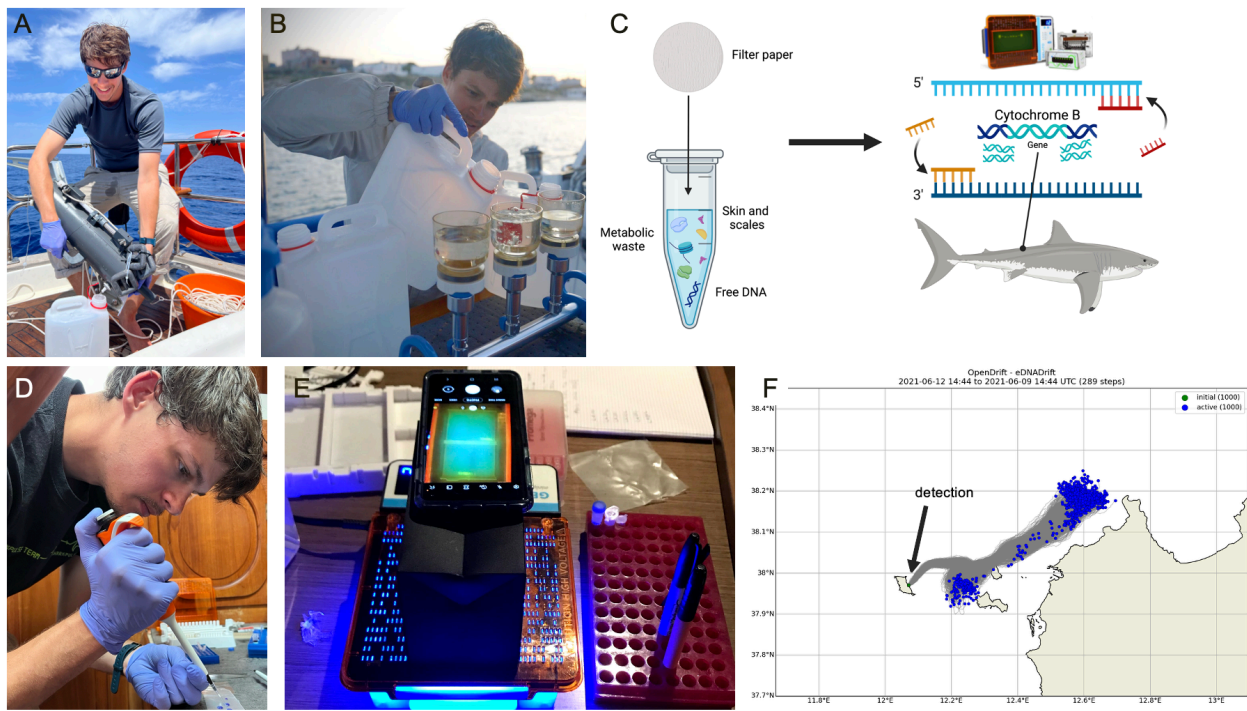 A
B
C
Filter paper
Metabolic
waste
Skin and
scales
Free DNA
5'
Cytochrome B
Gene
3'
D
E
F
OpenDrift - eDNADrift
2021-06-12 14:44 to 2021-06-09 14:44 UTC (289 steps)
initial (1000)
active (1000)
detection
38.4°N
38.3°N
38.2°N
38.1°N
38°N
37.9°N
37.8°N
37.7°N
11.8°E
12°E
12.2°E
12.4°E
12.6°E
12.8°E
13°E